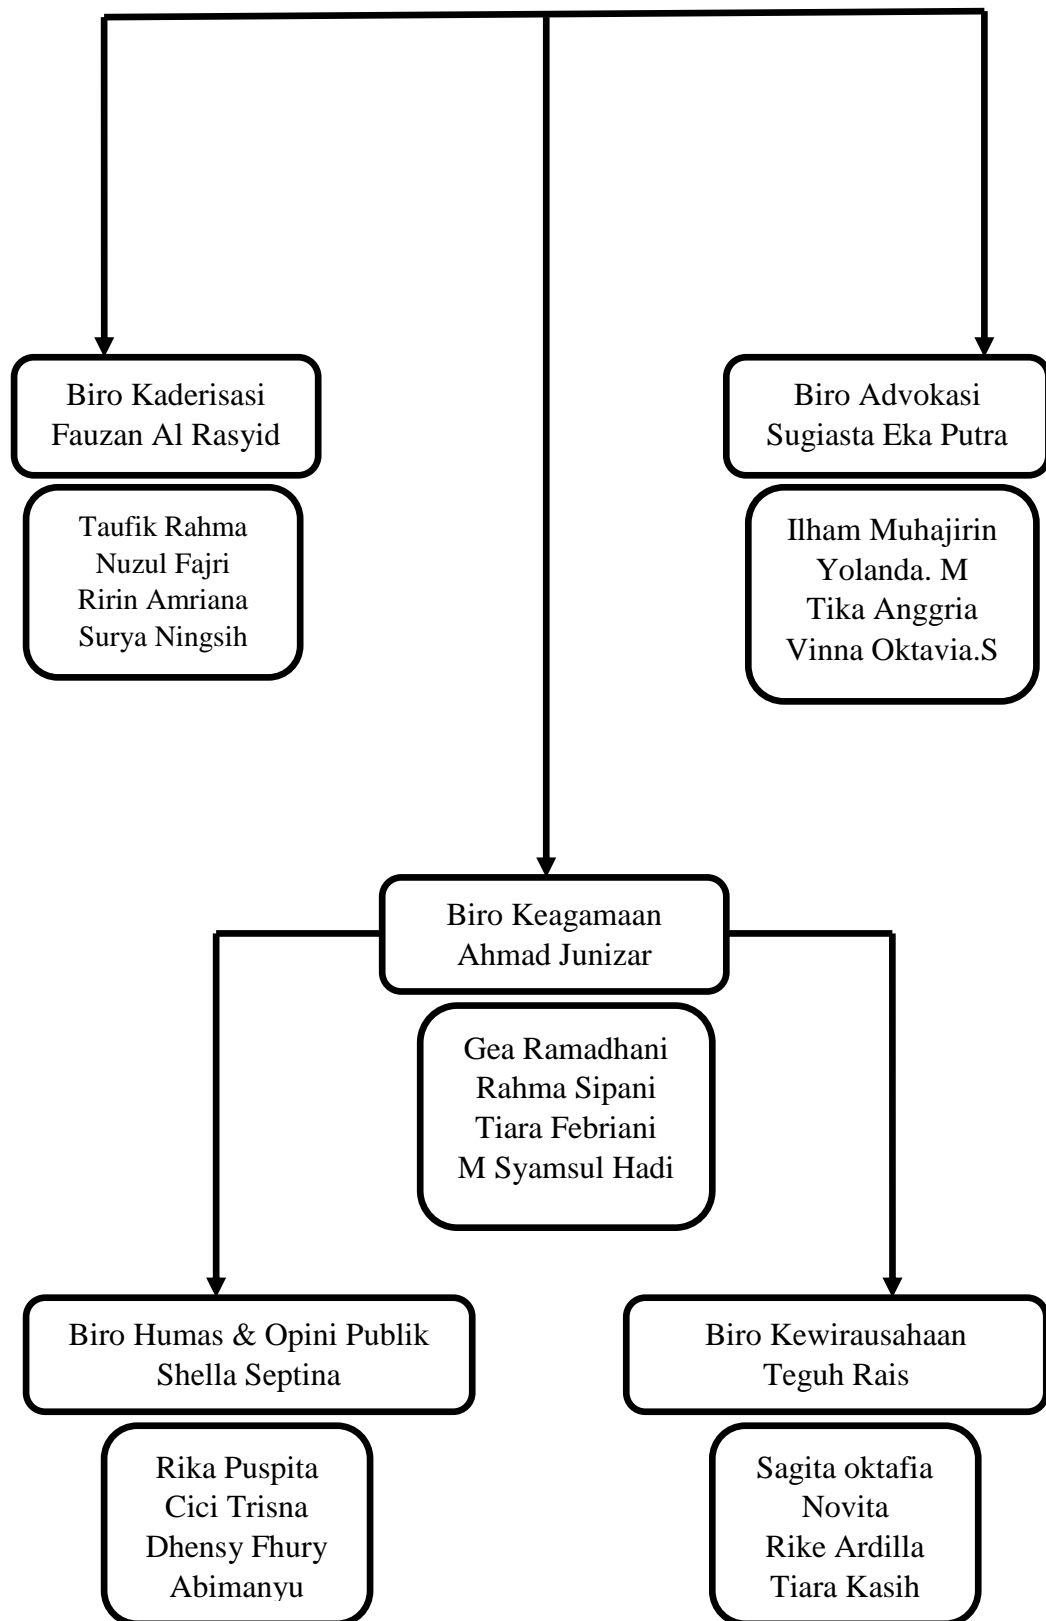 Biro Kaderisasi
Fauzan Al Rasyid
Taufik Rahma
Nuzul Fajri
Ririn Amriana
Surya Ningsih
Biro Advokasi
Sugiasta Eka Putra
Ilham Muhajirin
Yolanda. M
Tika Anggria
Vinna Oktavia.S
Biro Keagamaan
Ahmad Junizar
Gea Ramadhani
Rahma Sipani
Tiara Febriani
M Syamsul Hadi
Biro Humas & Opini Publik
Shella Septina
Rika Puspita
Cici Trisna
Dhensy Fhury
Abimanyu
Biro Kewirausahaan
Teguh Rais
Sagita oktafia
Novita
Rike Ardilla
Tiara Kasih